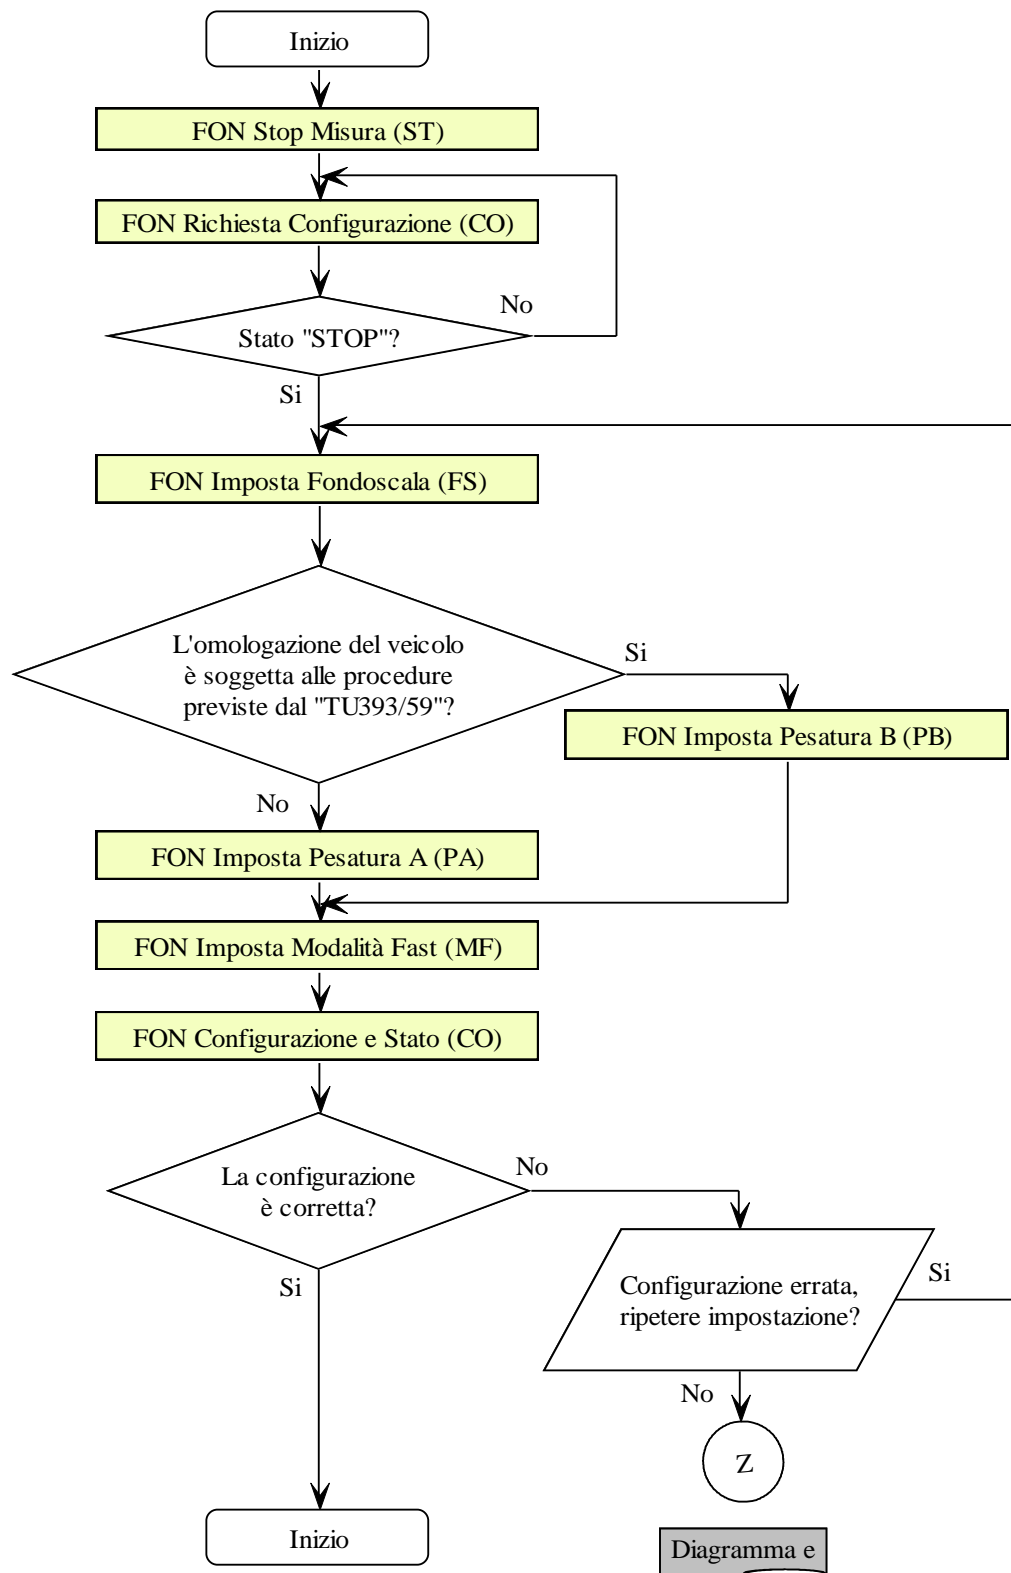 Inizio
FON Stop Misura (ST)
FON Richiesta Configurazione (CO)
No
Stato "STOP"?
Si
FON Imposta Fondoscala (FS)
L'omologazione del veicolo
è soggetta alle procedure
previste dal "TU393/59"?
Si
FON Imposta Pesatura B (PB)
No
FON Imposta Pesatura A (PA)
FON Imposta Modalità Fast (MF)
FON Configurazione e Stato (CO)
La configurazione
è corretta?
No
Si
Configurazione errata,
ripetere impostazione?
Si
No
Z
Inizio
Diagramma e